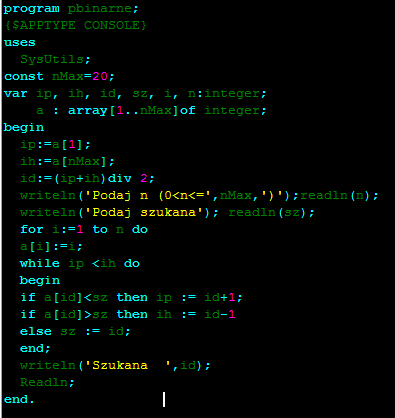 program pbinarne;
{$APPTYPE CONSOLE}
uses
  SysUtils;
const nMax=20;
var ip, ih, id, sz, i, n:integer;
    a : array[1..nMax]of integer;
begin
  ip:=a[1];
  ih:=a[nMax];
  id:=(ip+ih)div 2;
  writeln('Podaj n (0<n<=',nMax,')');readln(n);
  writeln('Podaj szukana'); readln(sz);
  for i:=1 to n do
  a[i]:=i;
  while ip <ih do
  begin
  if a[id]<sz then ip := id+1;
  if a[id]>sz then ih := id-1
  else sz := id;
  end;
  writeln('Szukana  ',id);
  Readln;
end.